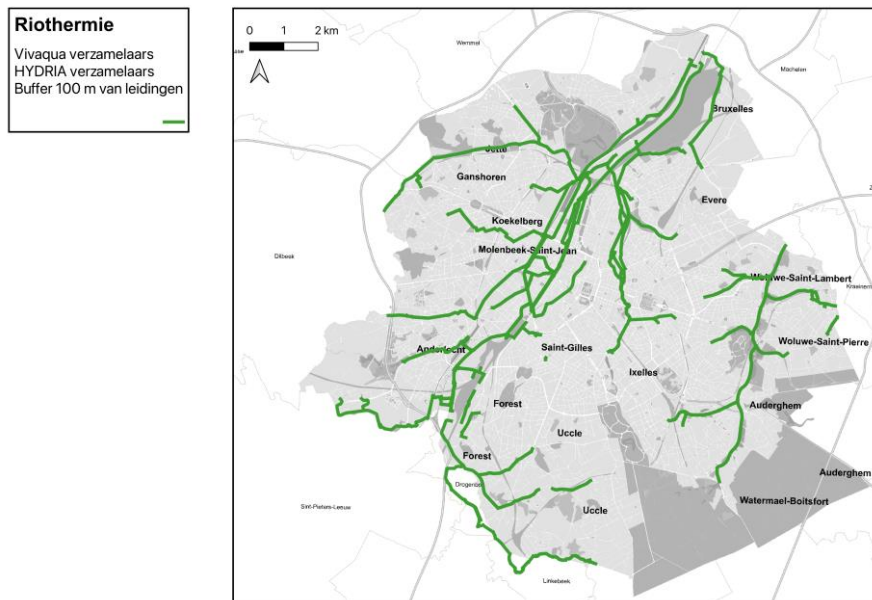 Riothermie
Vivaqua verzamelaars
HYDRIA verzamelaars
Buffer 100 m van leidingen
0 1 2 km
Wemmel
Machelen
Bruxelles
Jette
Ganshoren
Evere
Koekelberg
Molenbeek-Saint-Jean
Dilbeek
Woluwe-Saint-Lambert
Anderlecht
Saint-Gilles
Woluwe-Saint-Pierre
Ixelles
Forest
Auderghem
Uccle
Forest
Auderghem
Drogenbos
Watermael-Boitsfort
Sint-Pieters-Leeuw
Uccle
Linkebeek